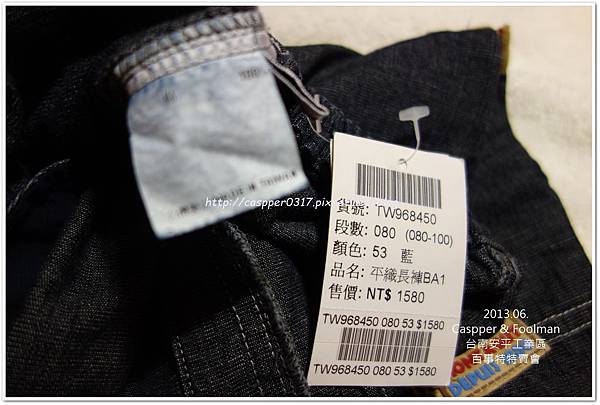 http://caspper0317.pix
貨號: TW968450
段數: 080 (080-100)
顏色: 53 藍
品名: 平織長褲BA1
售價: NT$ 1580
TW968450 080 53 $1580
TW968450 080 53 $1580
2013.06.
Caspper & Foolman
台南安平工業區
百事特特賣會